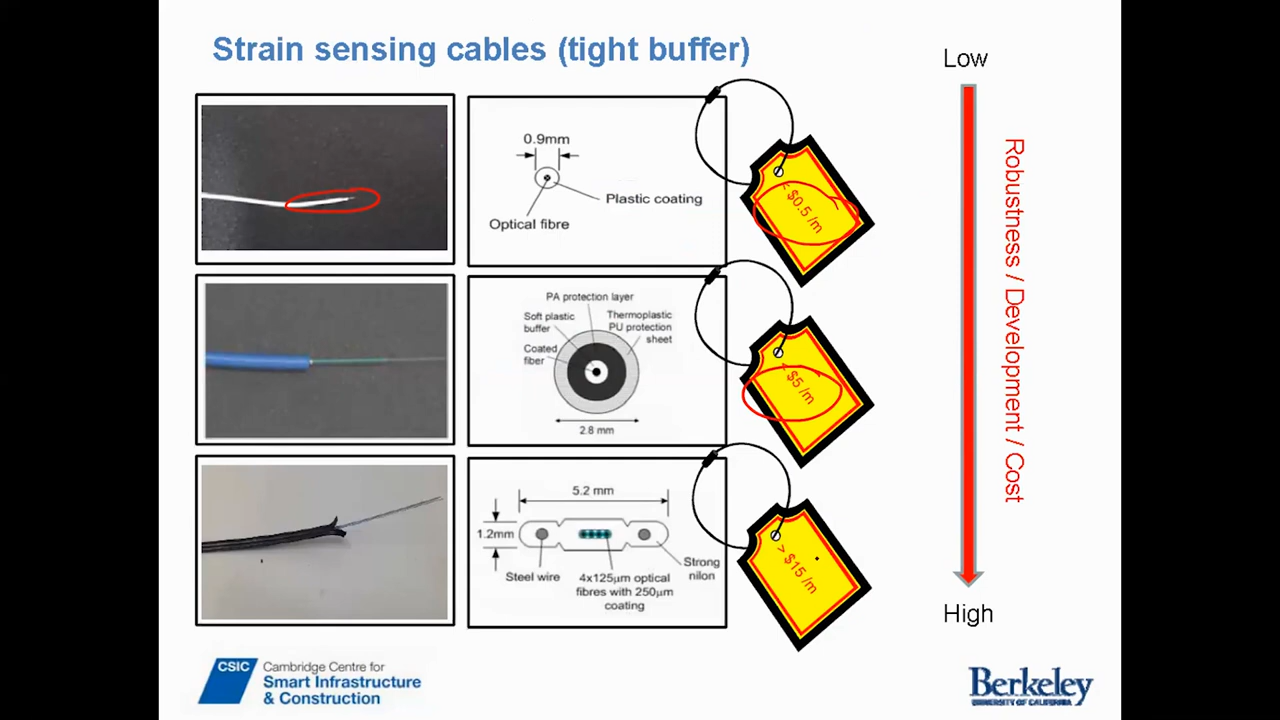 Strain sensing cables (tight buffer)
Low
0.9mm
Plastic coating
Optical fibre
< $0.5 /m
PA protection layer
Soft plastic
buffer
Thermoplastic
PU protection
sheet
Coated
fiber
2.8 mm
< $5 /m
5.2 mm
1.2mm
Steel wire
4x125µm optical
fibres with 250µm
coating
Strong
nilon
> $15 /m
Robustness / Development / Cost
High
CSIC
Cambridge Centre for
Smart Infrastructure
& Construction
Berkeley
UNIVERSITY OF CALIFORNIA